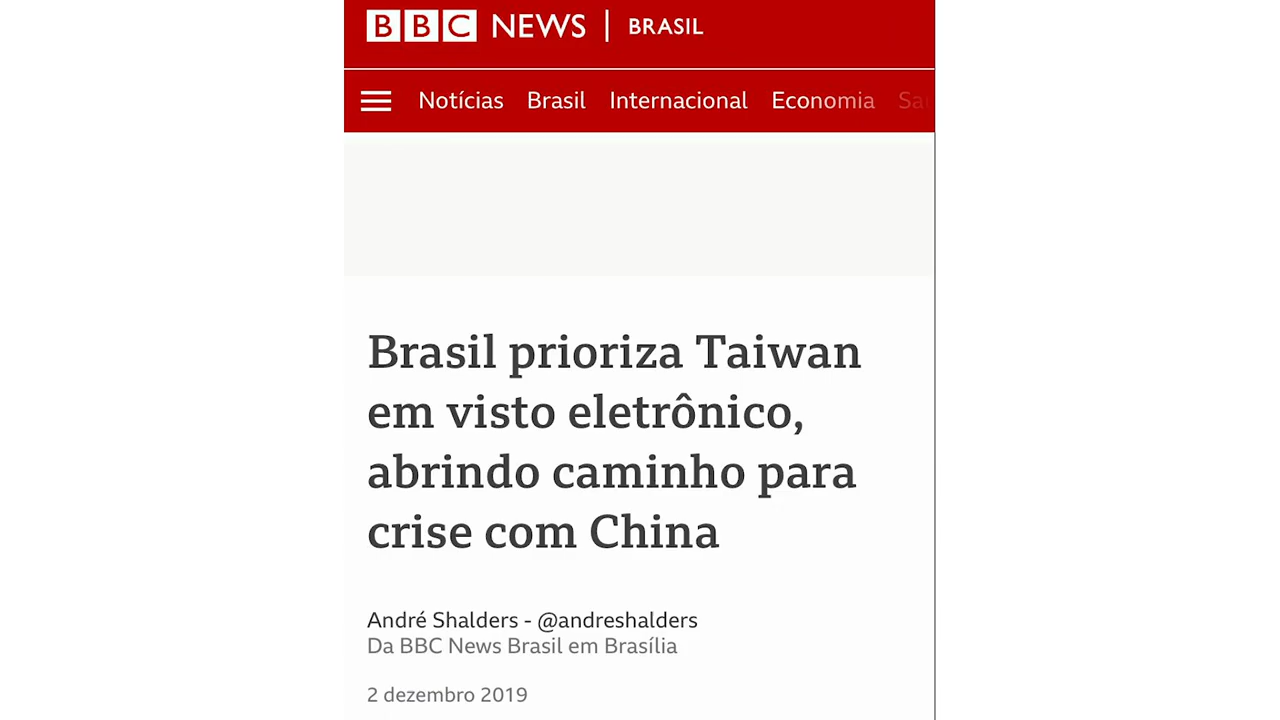 BBC NEWS | BRASIL
Notícias Brasil Internacional Economia
Brasil prioriza Taiwan
em visto eletrônico,
abrindo caminho para
crise com China
André Shalders - @andreshalders
Da BBC News Brasil em Brasília
2 dezembro 2019